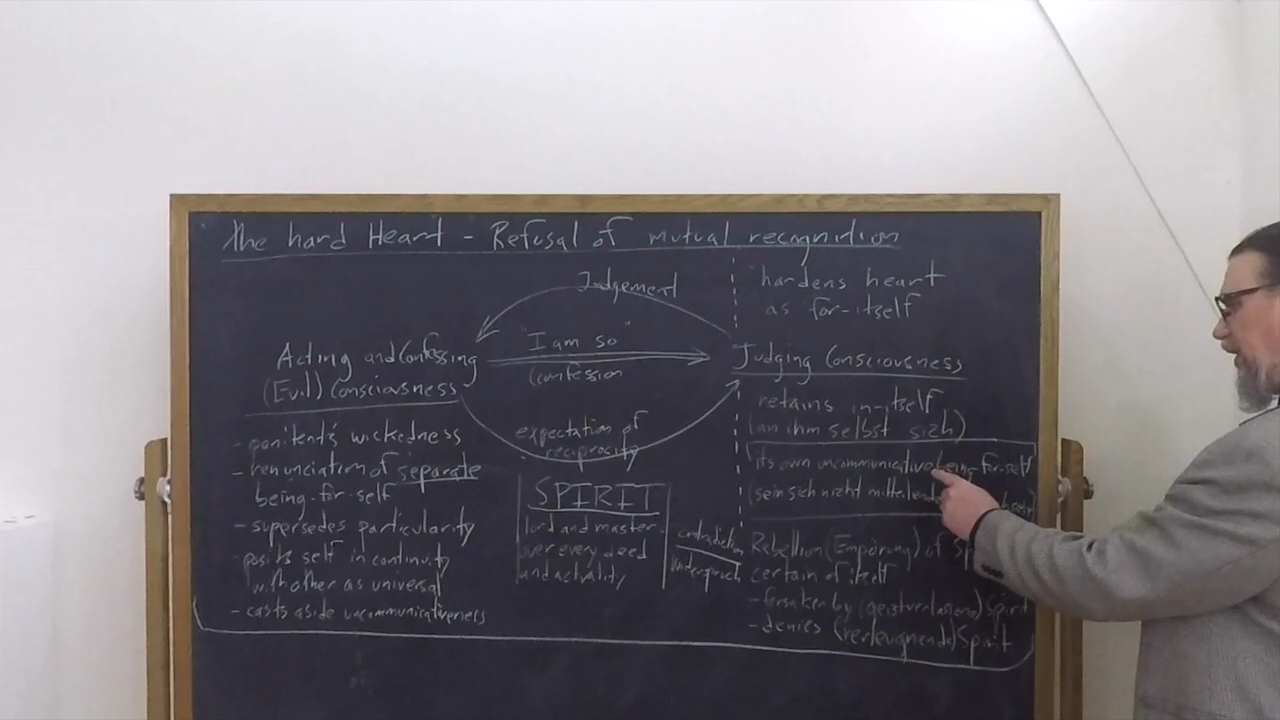 The hard Heart - Refusal of mutual recognition
Judgement
hardens heart
as for-itself
"I am so"
confession
Acting and Confessing
(Evil) Consciousness
Judging Consciousness
- penitent's wickedness
- renunciation of separate
being-for-self
- supersedes particularity
- posits self in continuity
with other as universal
- casts aside uncommunicativeness
expectation of
reciprocity
SPIRIT
lord and master
over every deed
and actuality
contradiction
retains in-itself
(an ihm selbst sich)
its own uncommunicative being-for-self
(sein sich nicht
Rebellion (Empörung) of
certain of itself
- forsaken by Spirit
- denies Spirit